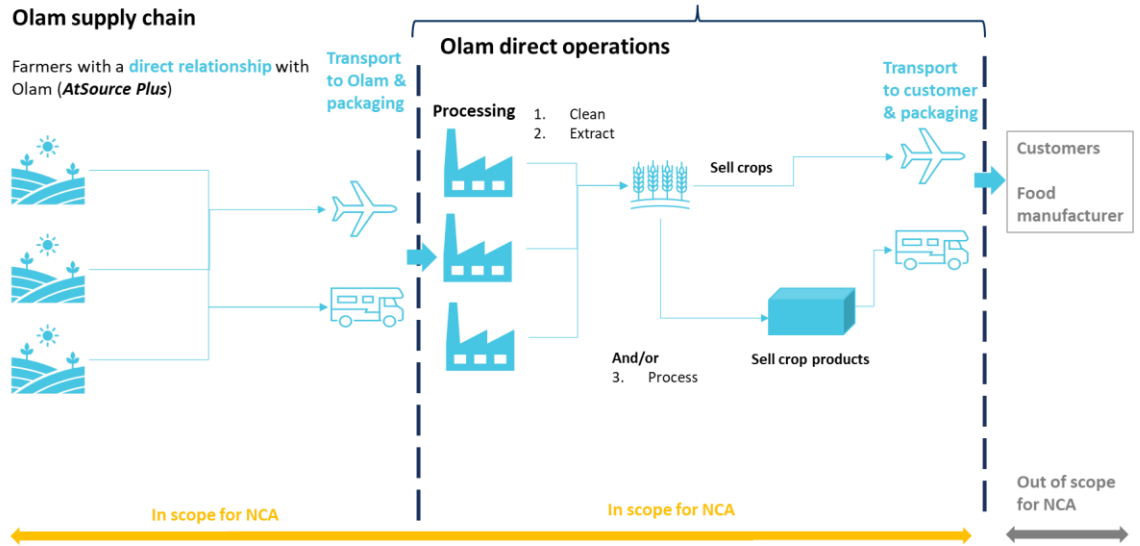 Olam supply chain
Farmers with a direct relationship with
Olam (AtSource Plus)
Transport
to Olam &
packaging
Olam direct operations
Processing
1. Clean
2. Extract
Sell crops
Transport
to customer
& packaging
Customers
Food
manufacturer
And/or
3. Process
Sell crop products
In scope for NCA
In scope for NCA
Out of scope
for NCA